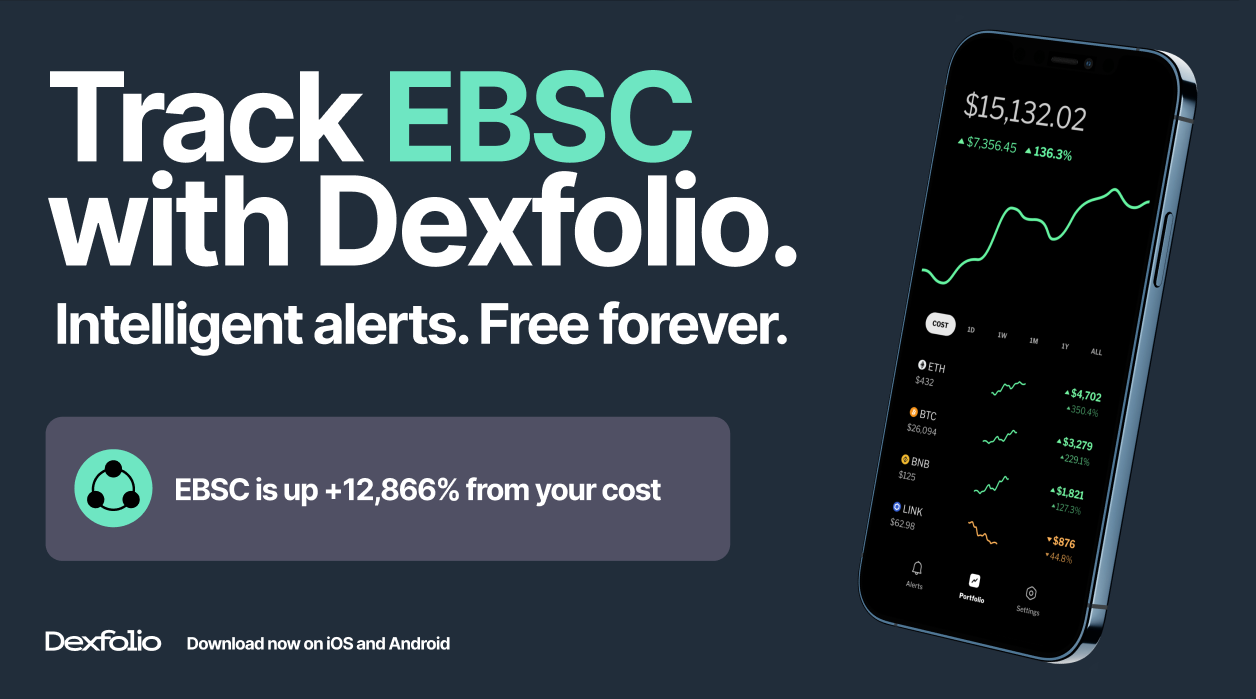 Track EBSC
with Dexfolio.
Intelligent alerts. Free forever.
EBSC is up +12,866% from your cost
Dexfolio Download now on iOS and Android
$15,132.02
$7,356.45 136.3%
COST 1D 1W 1M 1Y ALL
ETH $4,702
$432 350.4%
BTC $3,279
$26,094 229.1%
BNB $1,821
$125 127.3%
LINK $876
$62.98 44.8%
Alerts Portfolio Settings